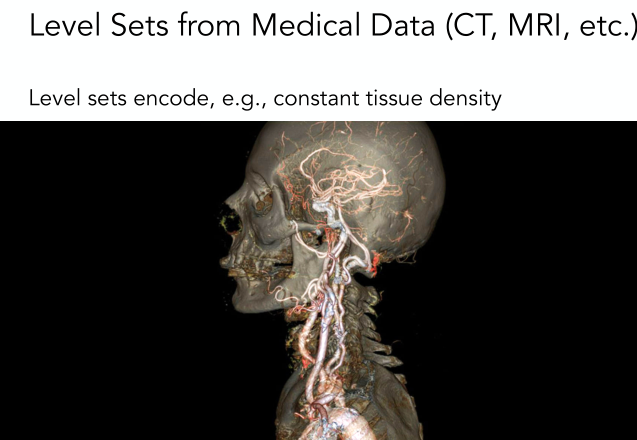 Level Sets from Medical Data (CT, MRI, etc.)
Level sets encode, e.g., constant tissue density